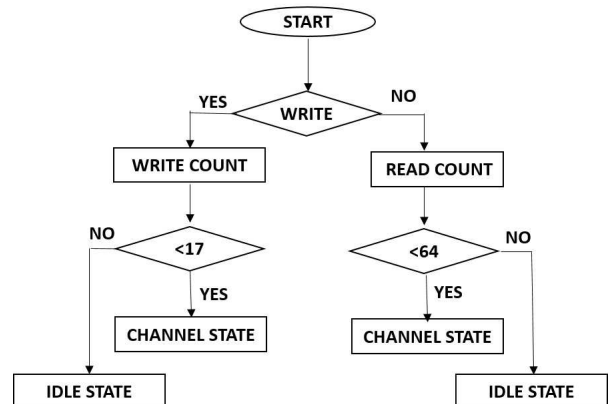 START
WRITE
YES
NO
WRITE COUNT
READ COUNT
<17
<64
NO
YES
YES
NO
CHANNEL STATE
CHANNEL STATE
IDLE STATE
IDLE STATE